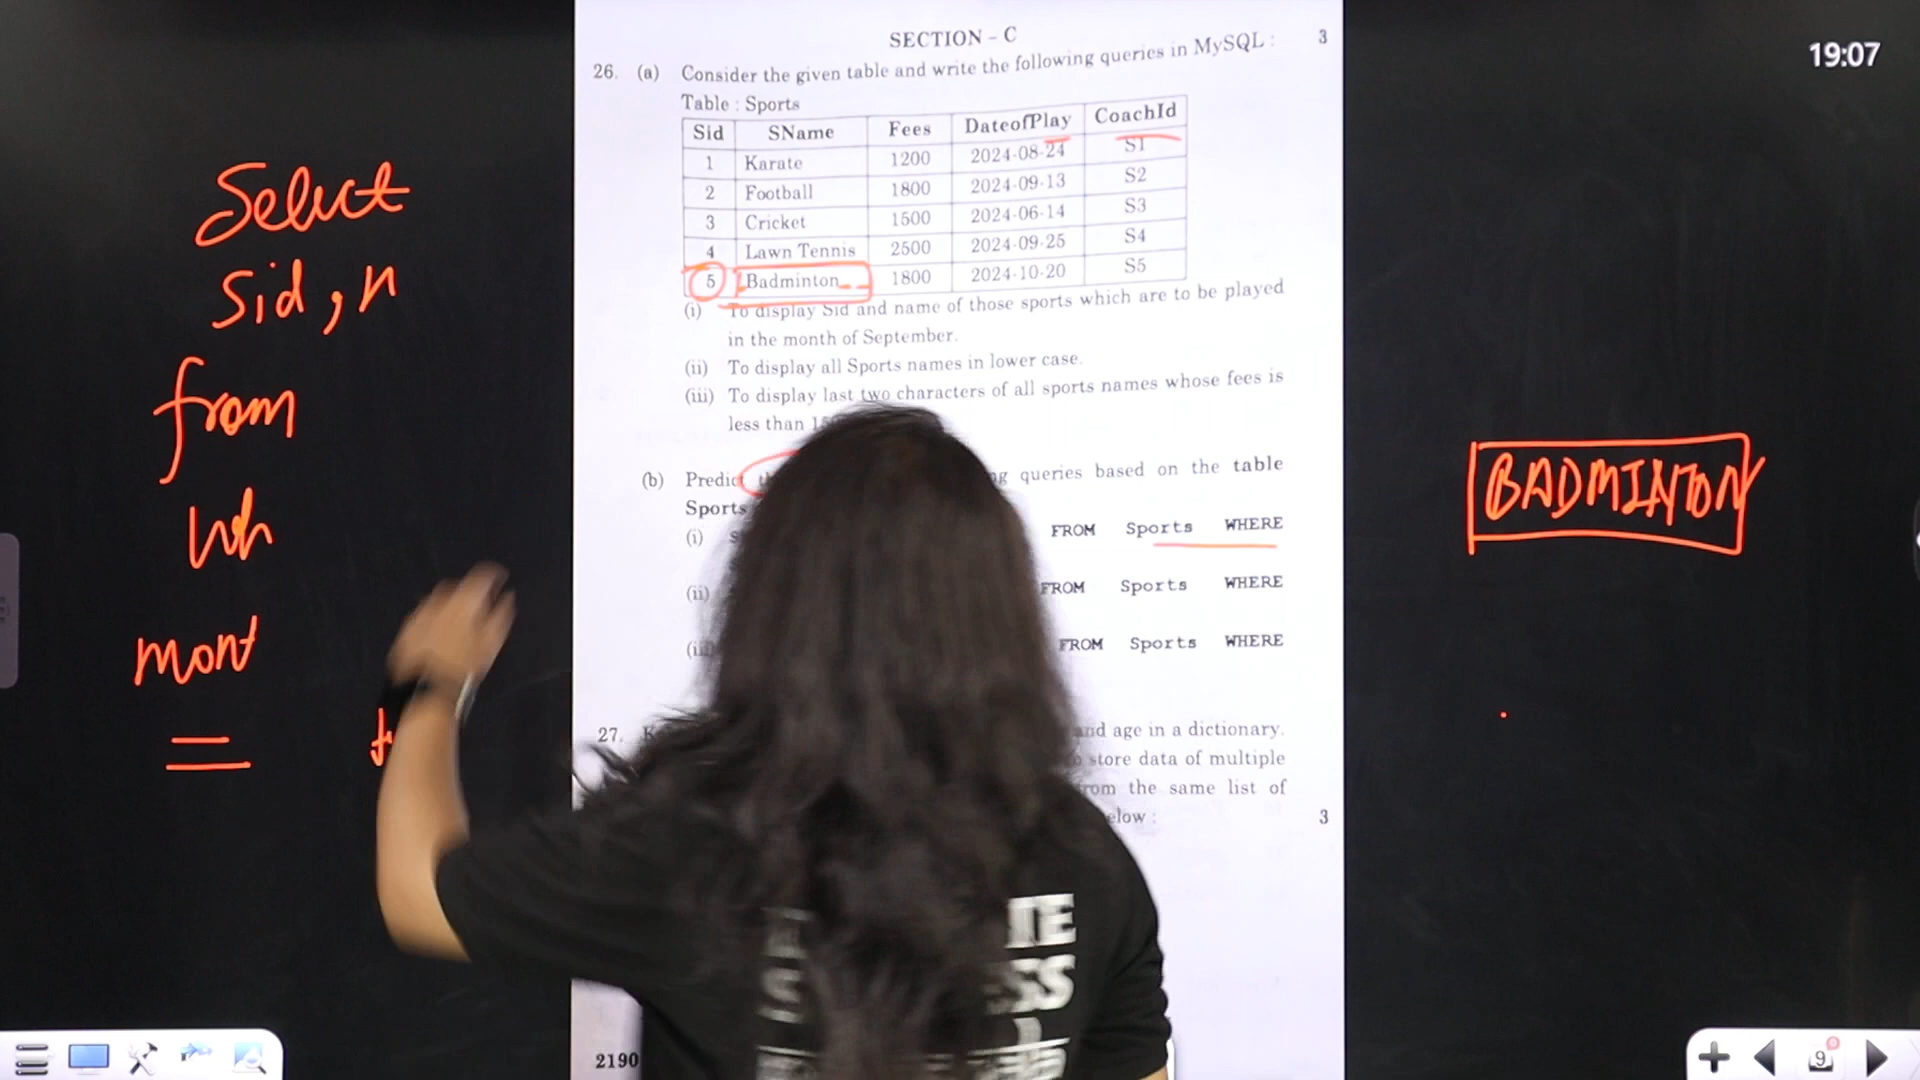 SECTION - C
19:07
26. (a) Consider the given table and write the following queries in MySQL : 3
Table : Sports
Sid SName Fees DateofPlay CoachId
1 Karate 1200 2024-08-24 S1
2 Football 1800 2024-09-13 S2
3 Cricket 1500 2024-06-14 S3
4 Lawn Tennis 2500 2024-09-25 S4
5 Badminton 1800 2024-10-20 S5
(i) To display Sid and name of those sports which are to be played
in the month of September.
(ii) To display all Sports names in lower case.
(iii) To display last two characters of all sports names whose fees is
less than
(b) queries based on the table
Sports
(i) FROM Sports WHERE
(ii) FROM Sports WHERE
FROM Sports WHERE
27. and age in a dictionary.
store data of multiple
the same list of
3
2190
Select
Sid, n
from
wh
mont
=
BADMINTON
9